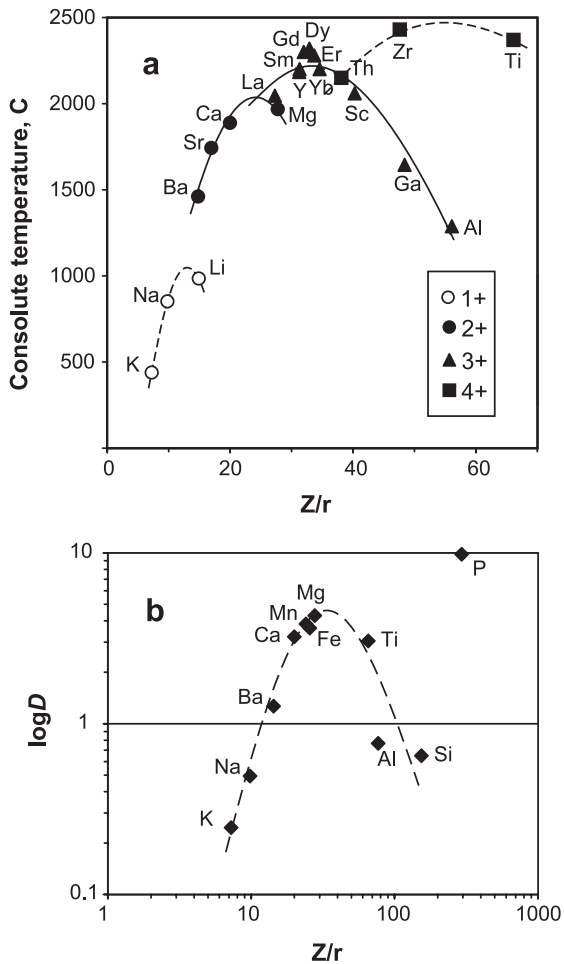 a
Consolute temperature, C
2500
2000
1500
1000
500
0
20
40
60
Z/r
Gd
Dy
Er
Sm
Y
Yb
La
Th
Zr
Ti
Ca
Mg
Sc
Sr
Ba
Ga
Al
Li
Na
K
1+
2+
3+
4+
b
logD
10
1
0.1
1
10
100
1000
Z/r
P
Mg
Mn
Ca
Fe
Ti
Ba
Al
Si
Na
K